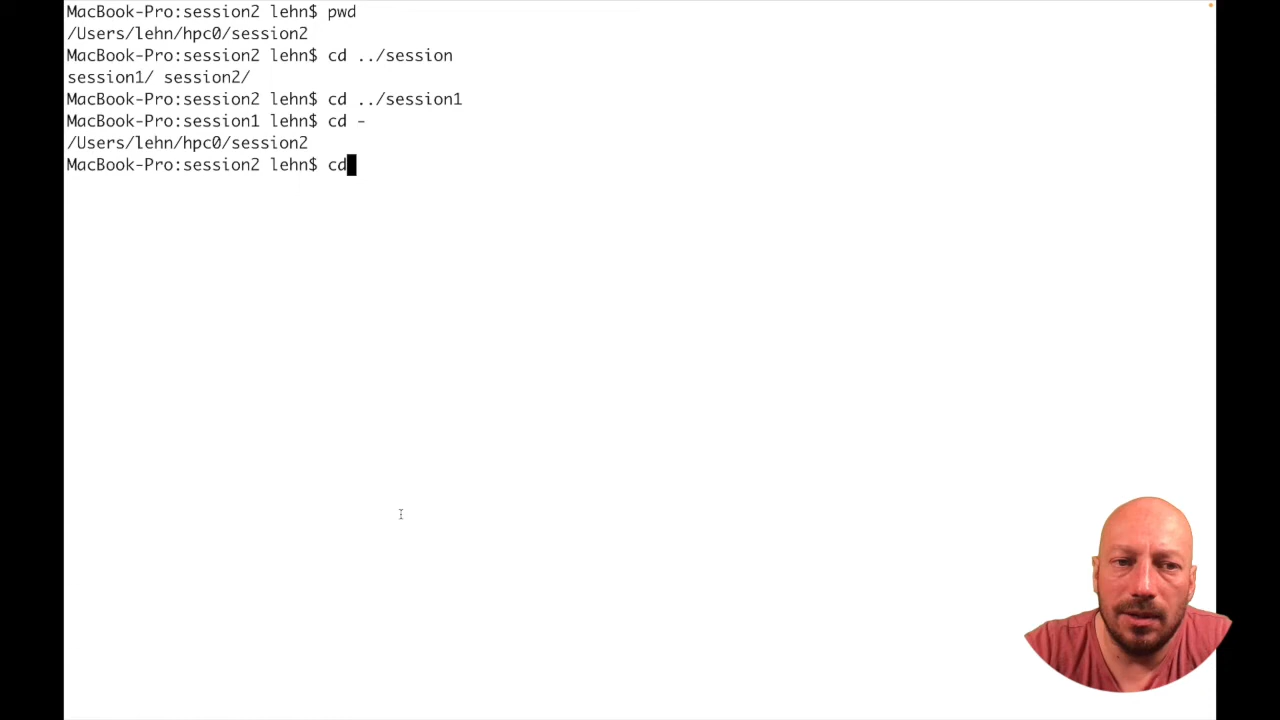 MacBook-Pro:session2 lehn$ pwd
/Users/lehn/hpc0/session2
MacBook-Pro:session2 lehn$ cd ../session
session1/ session2/
MacBook-Pro:session2 lehn$ cd ../session1
MacBook-Pro:session1 lehn$ cd -
/Users/lehn/hpc0/session2
MacBook-Pro:session2 lehn$ cd